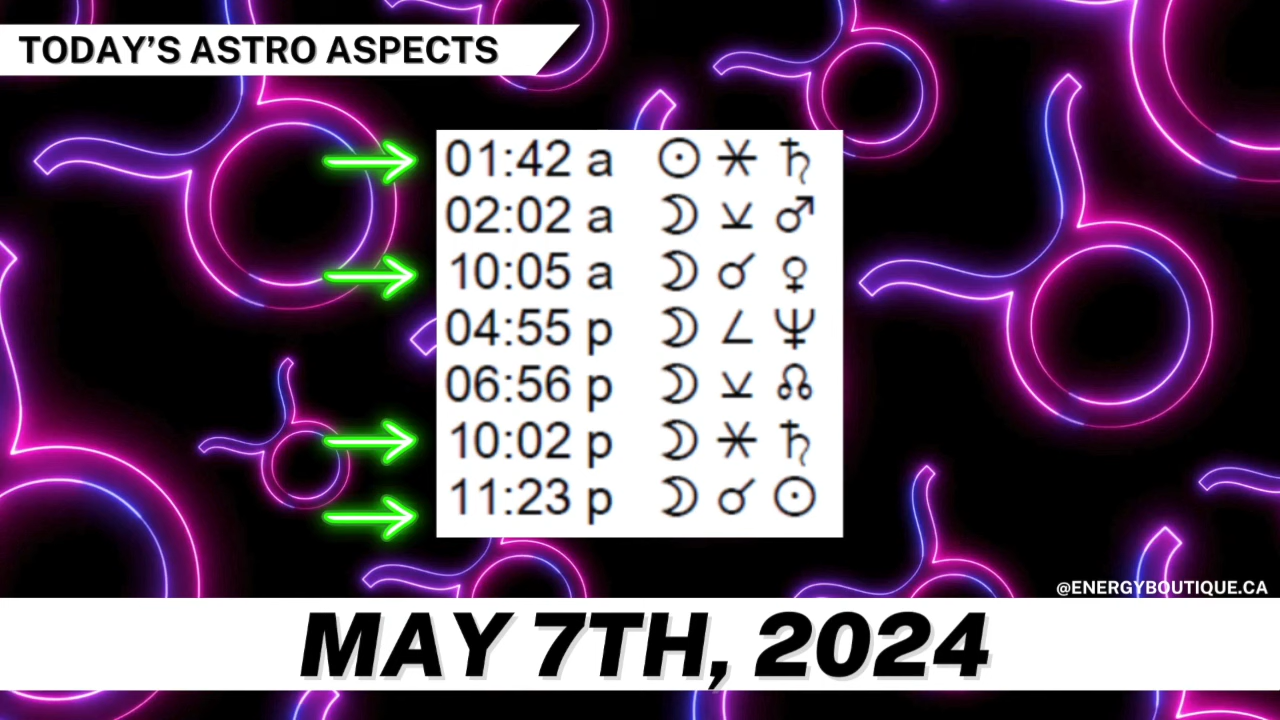 TODAY'S ASTRO ASPECTS
01:42 a ☉ ⚹ ♄
02:02 a ☽ ⚺ ♂
10:05 a ☽ ☌ ♀
04:55 p ☽ ∠ ♆
06:56 p ☽ ⚺ ☊
10:02 p ☽ ⚹ ♄
11:23 p ☽ ☌ ☉
@ENERGYBOUTIQUE.CA
MAY 7TH, 2024